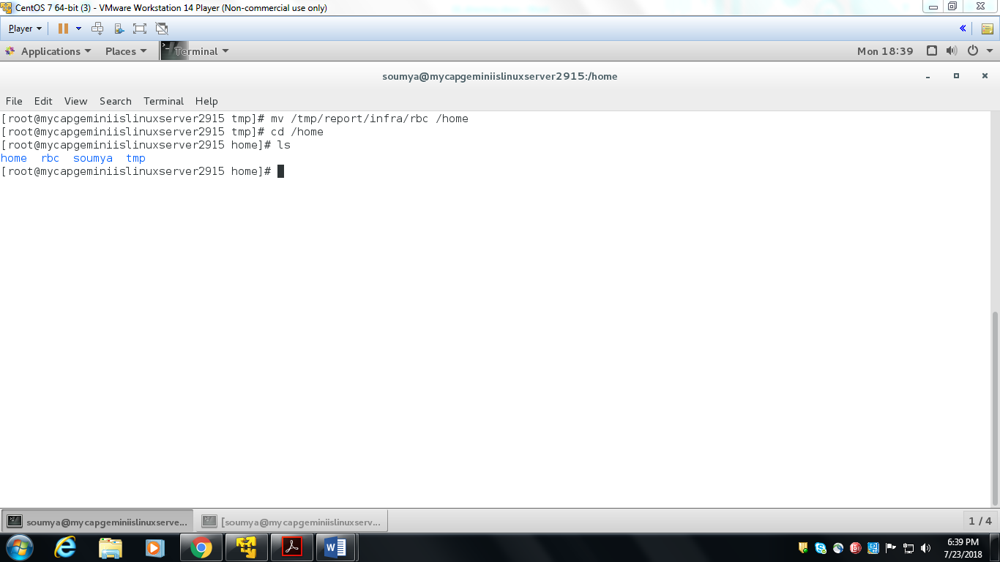 CentOS 7 64-bit (3) - VMware Workstation 14 Player (Non-commercial use only)
Player
Applications Places Terminal Mon 18:39
soumya@mycapgeminiislinuxserver2915:/home
File Edit View Search Terminal Help
[root@mycapgeminiislinuxserver2915 tmp]# mv /tmp/report/infra/rbc /home
[root@mycapgeminiislinuxserver2915 tmp]# cd /home
[root@mycapgeminiislinuxserver2915 home]# ls
home rbc soumya tmp
[root@mycapgeminiislinuxserver2915 home]#
soumya@mycapgeminiislinuxserve... [soumya@mycapgeminiislinuxserv... 1 / 4
6:39 PM
7/23/2018